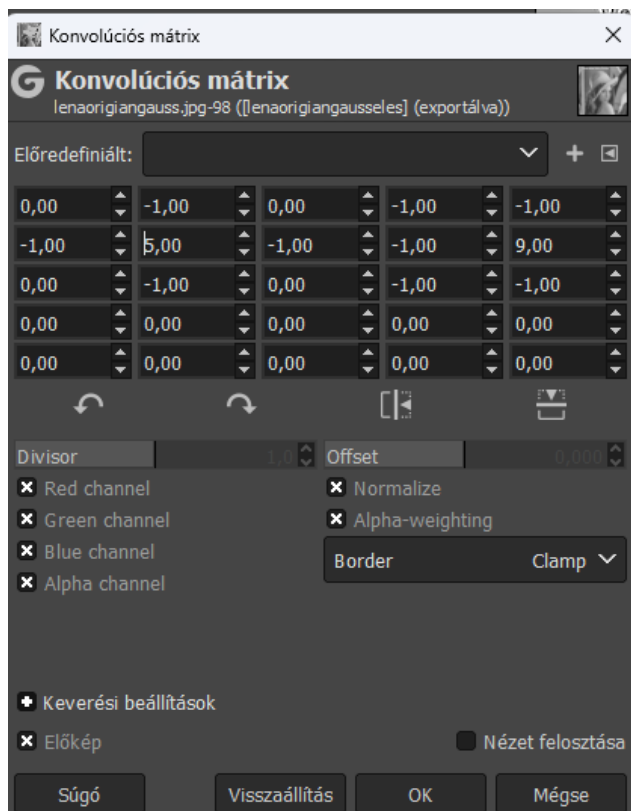 Konvolúciós mátrix
Konvolúciós mátrix
lenaorigiangauss.jpg-98 ([lenaorigiangausseles] (exportálva))
Előredefiniált:
0,00 -1,00 0,00 -1,00 -1,00
-1,00 5,00 -1,00 -1,00 9,00
0,00 -1,00 0,00 -1,00 -1,00
0,00 0,00 0,00 0,00 0,00
0,00 0,00 0,00 0,00 0,00
Divisor 1,0 Offset 0,000
Red channel Normalize
Green channel Alpha-weighting
Blue channel Border Clamp
Alpha channel
Keverési beállítások
Előkép Nézet felosztása
Súgó Visszaállítás OK Mégse